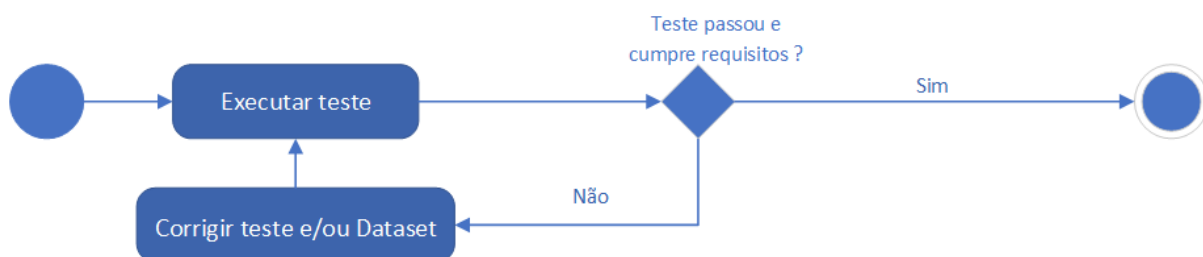 Teste passou e
cumpre requisitos ?
Executar teste
Sim
Não
Corrigir teste e/ou Dataset